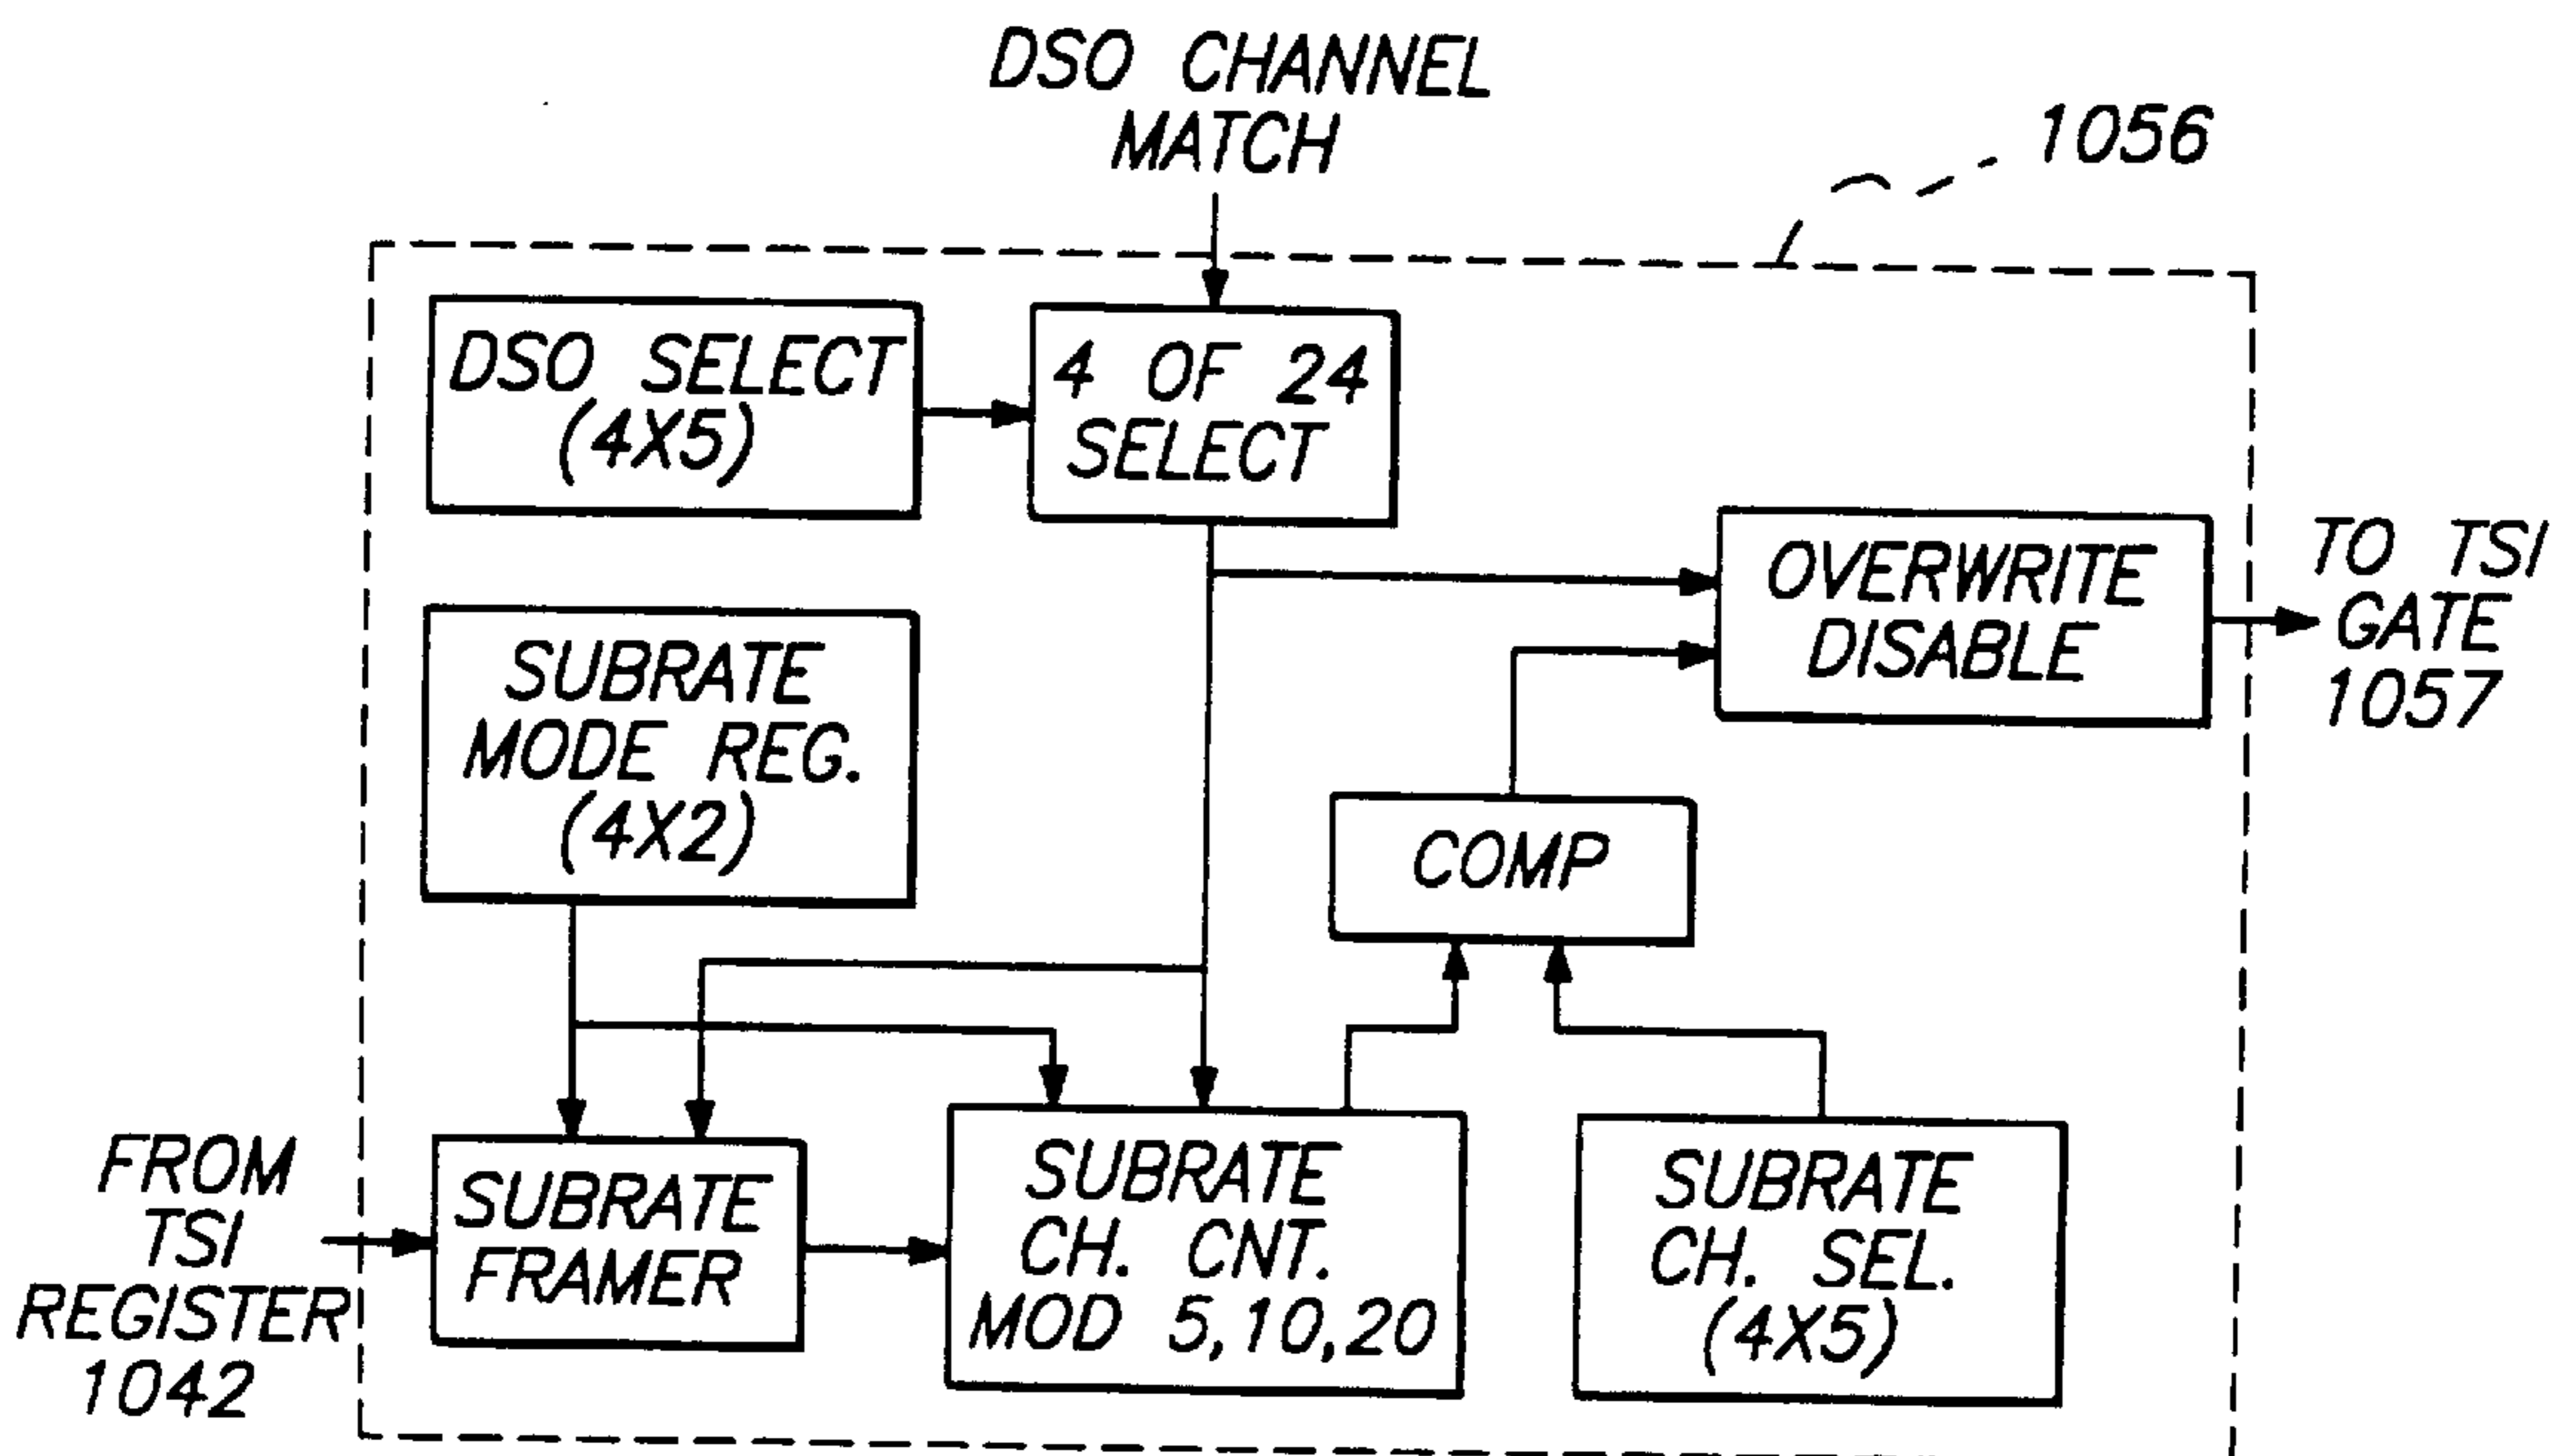 DSO CHANNEL
MATCH
1056
DSO SELECT
(4X5)
4 OF 24
SELECT
OVERWRITE
DISABLE
TO TSI
GATE
1057
SUBRATE
MODE REG.
(4X2)
COMP
FROM
TSI
REGISTER
1042
SUBRATE
FRAMER
SUBRATE
CH. CNT.
MOD 5,10,20
SUBRATE
CH. SEL.
(4X5)